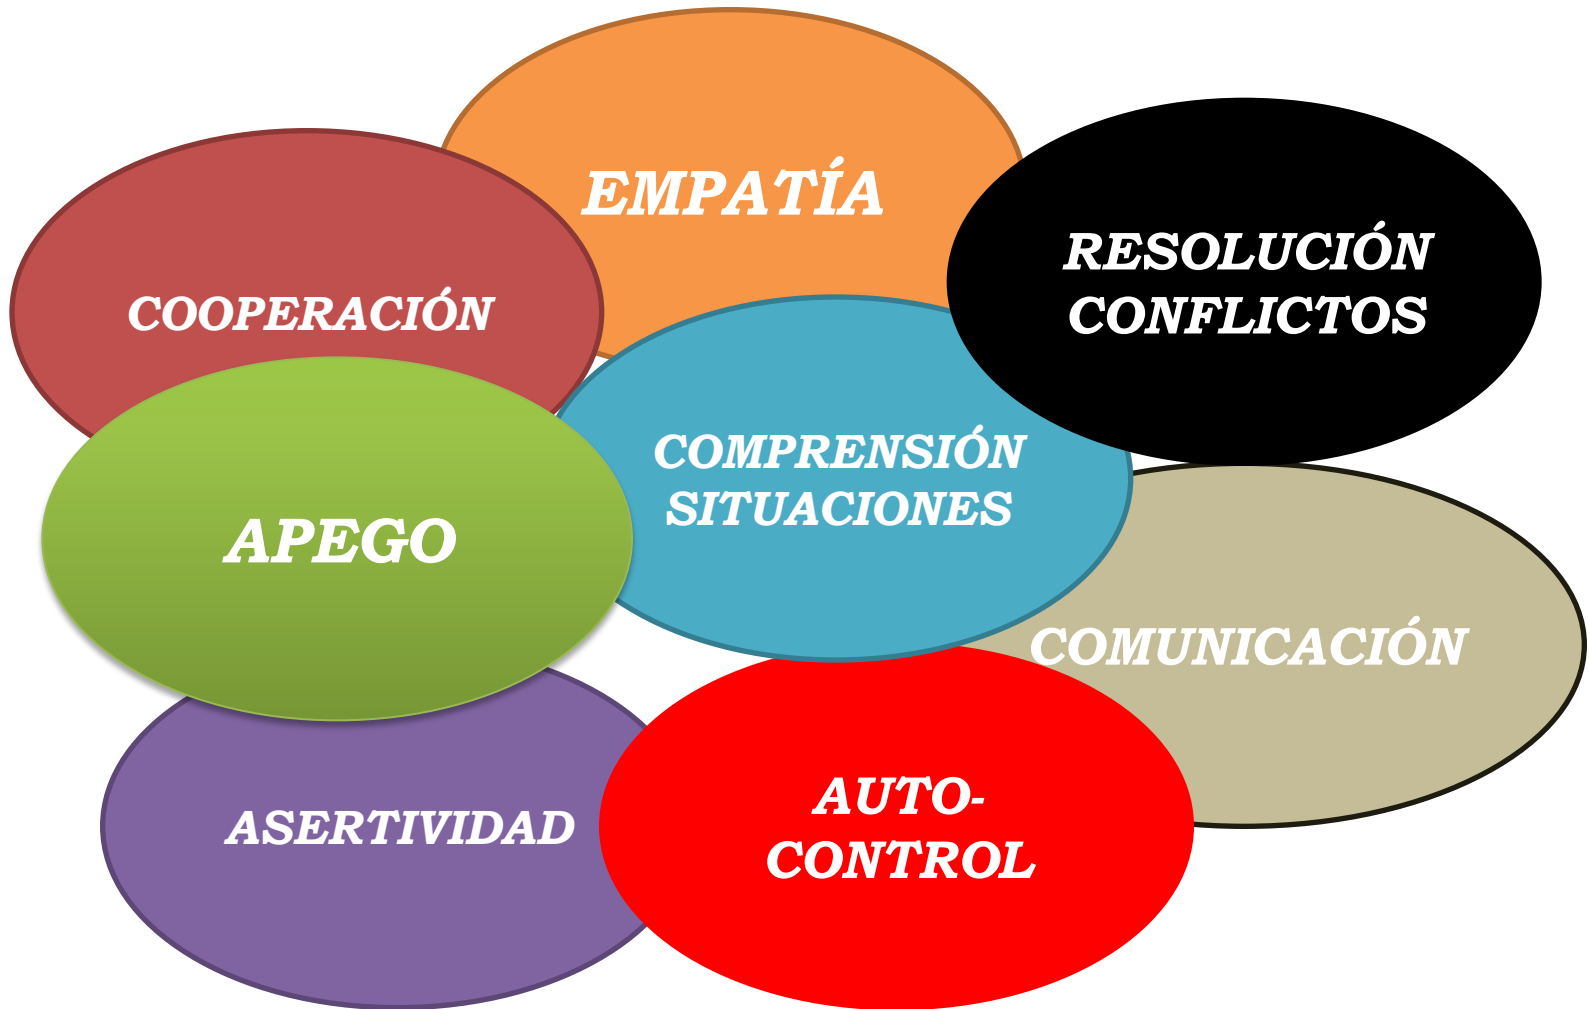 EMPATÍA
RESOLUCIÓN
CONFLICTOS
COOPERACIÓN
COMPRENSIÓN
SITUACIONES
APEGO
COMUNICACIÓN
ASERTIVIDAD
AUTO-
CONTROL